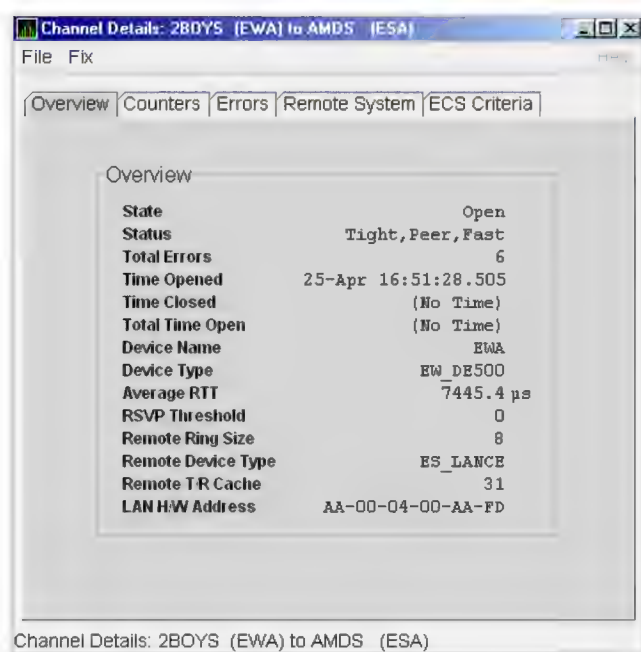 Channel Details: 2BOYS (EWA) to AMDS (ESA)
File Fix
Overview Counters Errors Remote System ECS Criteria
Overview
State Open
Status Tight,Peer,Fast
Total Errors 6
Time Opened 25-Apr 16:51:28.505
Time Closed (No Time)
Total Time Open (No Time)
Device Name EWA
Device Type EW_DE500
Average RTT 7445.4 µs
RSVP Threshold 0
Remote Ring Size 8
Remote Device Type ES_LANCE
Remote T/R Cache 31
LAN H/W Address AA-00-04-00-AA-FD
Channel Details: 2BOYS (EWA) to AMDS (ESA)